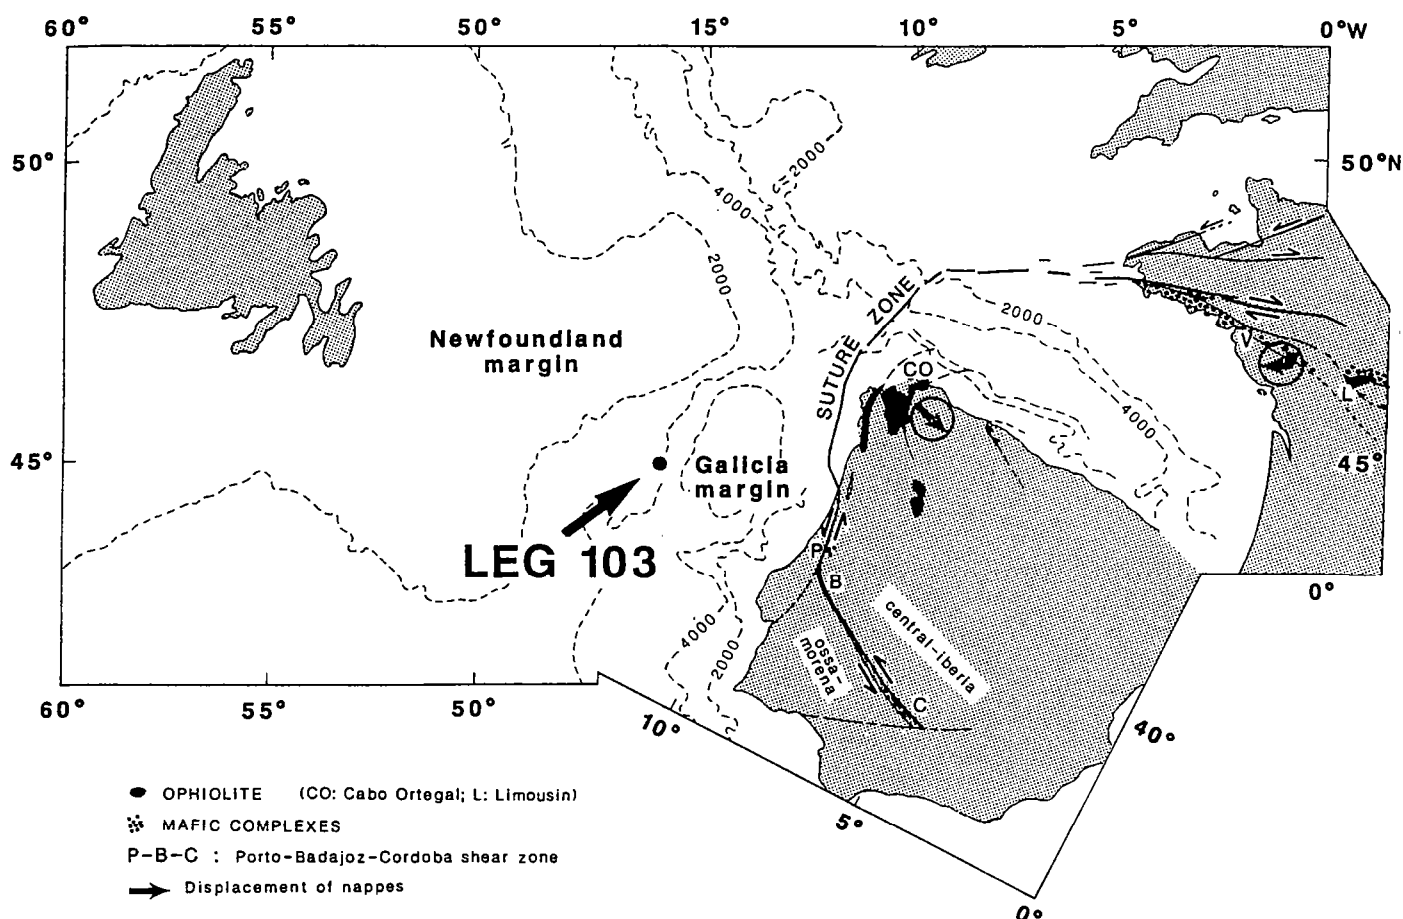 60° 55° 50° 15° 10° 5° 0°W
50° 50°N
2000
4000
2000
SUTURE ZONE
2000
Newfoundland
margin
CO
V
L
4000
45° 45°
Galicia
margin
LEG 103
P
B
0°
central-iberia
ossa-
morena
4000
2000
C
60° 55° 50° 10° 40°
5°
0°
OPHIOLITE (CO: Cabo Ortegal; L: Limousin)
MAFIC COMPLEXES
P-B-C : Porto-Badajoz-Cordoba shear zone
Displacement of nappes